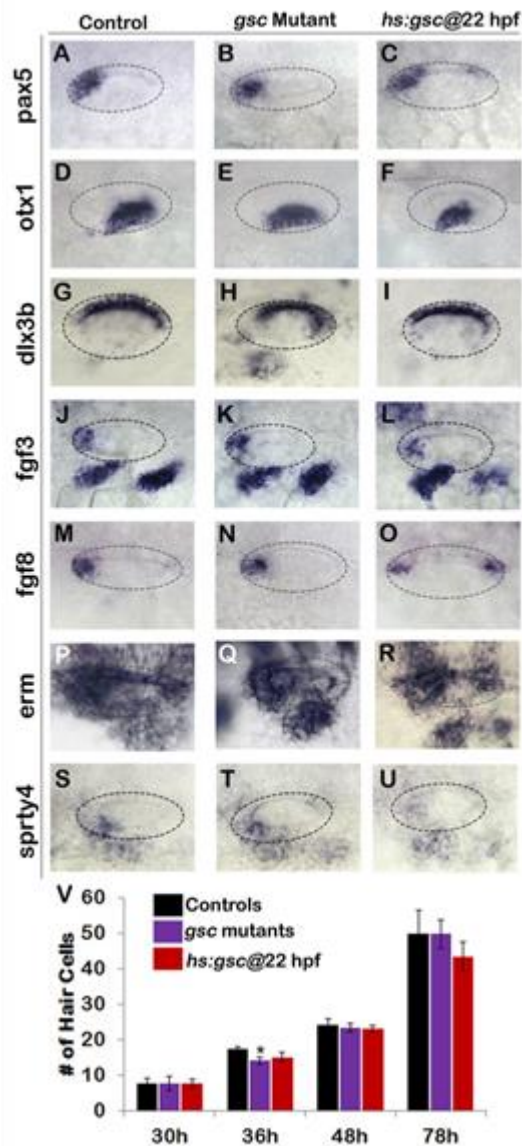 Control gsc Mutant hs:gsc@22 hpf
pax5 A B C
otx1 D E F
dlx3b G H I
fgf3 J K L
fgf8 M N O
erm P Q R
sprty4 S T U
V
# of Hair Cells
60
50
40
30
20
10
0
Controls
gsc mutants
hs:gsc@22 hpf
*
30h 36h 48h 78h